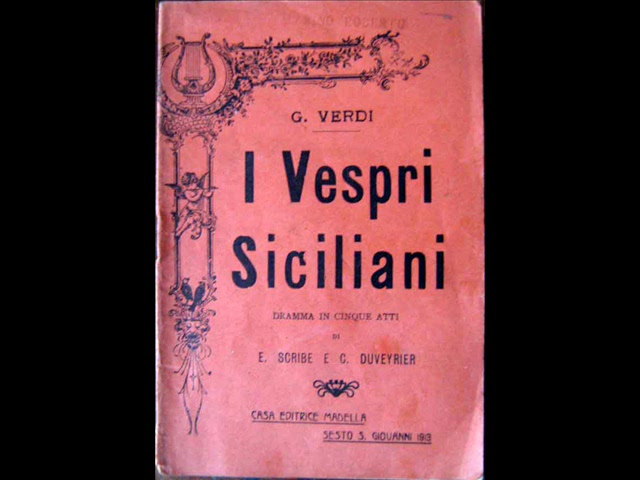 G. VERDI
I Vespri
Siciliani
DRAMMA IN CINQUE ATTI
DI
E. SCRIBE E C. DUVEYRIER
CASA EDITRICE MADELLA
SESTO S. GIOVANNI 1913